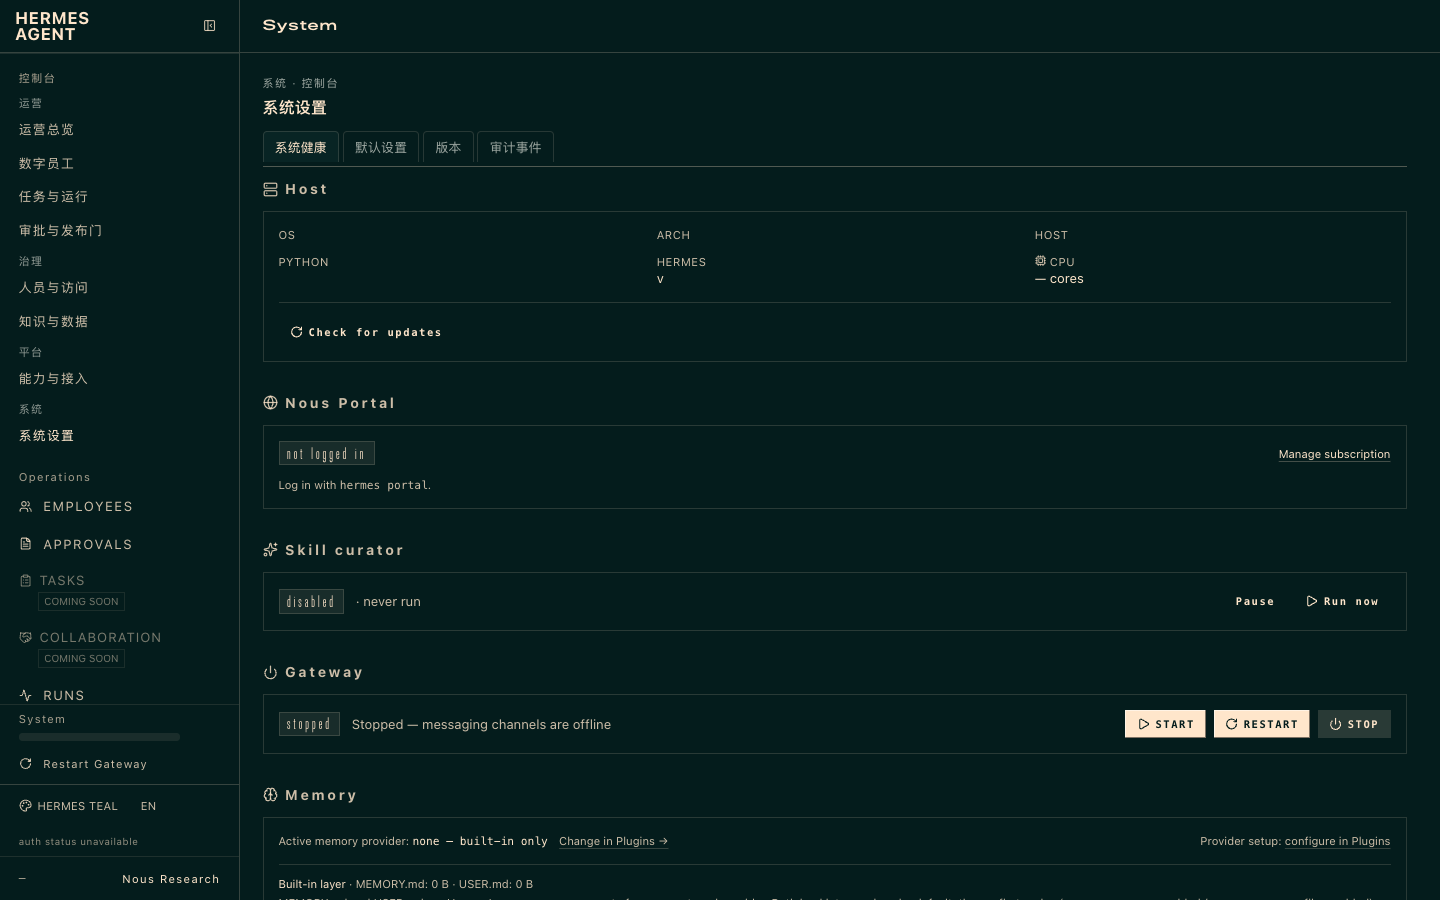 HERMES
AGENT
控制台
运营
运营总览
数字员工
任务与运行
审批与发布门
治理
人员与访问
知识与数据
平台
能力与接入
系统
系统设置
Operations
EMPLOYEES
APPROVALS
TASKS
COMING SOON
COLLABORATION
COMING SOON
RUNS
System
Restart Gateway
HERMES TEAL EN
auth status unavailable
— Nous Research
System
系统 · 控制台
系统设置
系统健康 默认设置 版本 审计事件
Host
OS ARCH HOST
PYTHON HERMES CPU
v — cores
Check for updates
Nous Portal
not logged in Manage subscription
Log in with hermes portal.
Skill curator
disabled · never run Pause Run now
Gateway
stopped Stopped — messaging channels are offline START RESTART STOP
Memory
Active memory provider: none — built-in only Change in Plugins → Provider setup: configure in Plugins
Built-in layer · MEMORY.md: 0 B · USER.md: 0 B